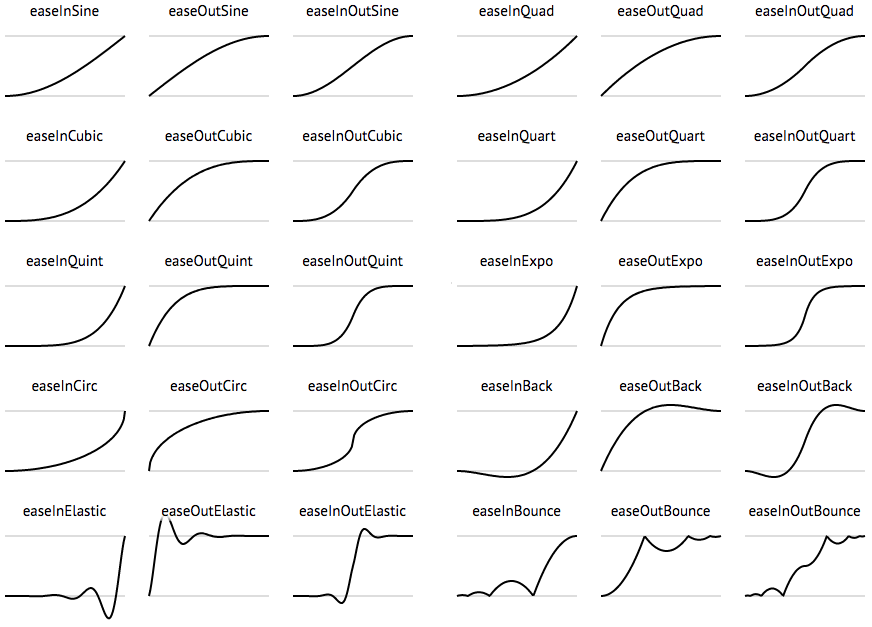 easeInSine easeOutSine easeInOutSine easeInQuad easeOutQuad easeInOutQuad
easeInCubic easeOutCubic easeInOutCubic easeInQuart easeOutQuart easeInOutQuart
easeInQuint easeOutQuint easeInOutQuint easeInExpo easeOutExpo easeInOutExpo
easeInCirc easeOutCirc easeInOutCirc easeInBack easeOutBack easeInOutBack
easeInElastic easeOutElastic easeInOutElastic easeInBounce easeOutBounce easeInOutBounce